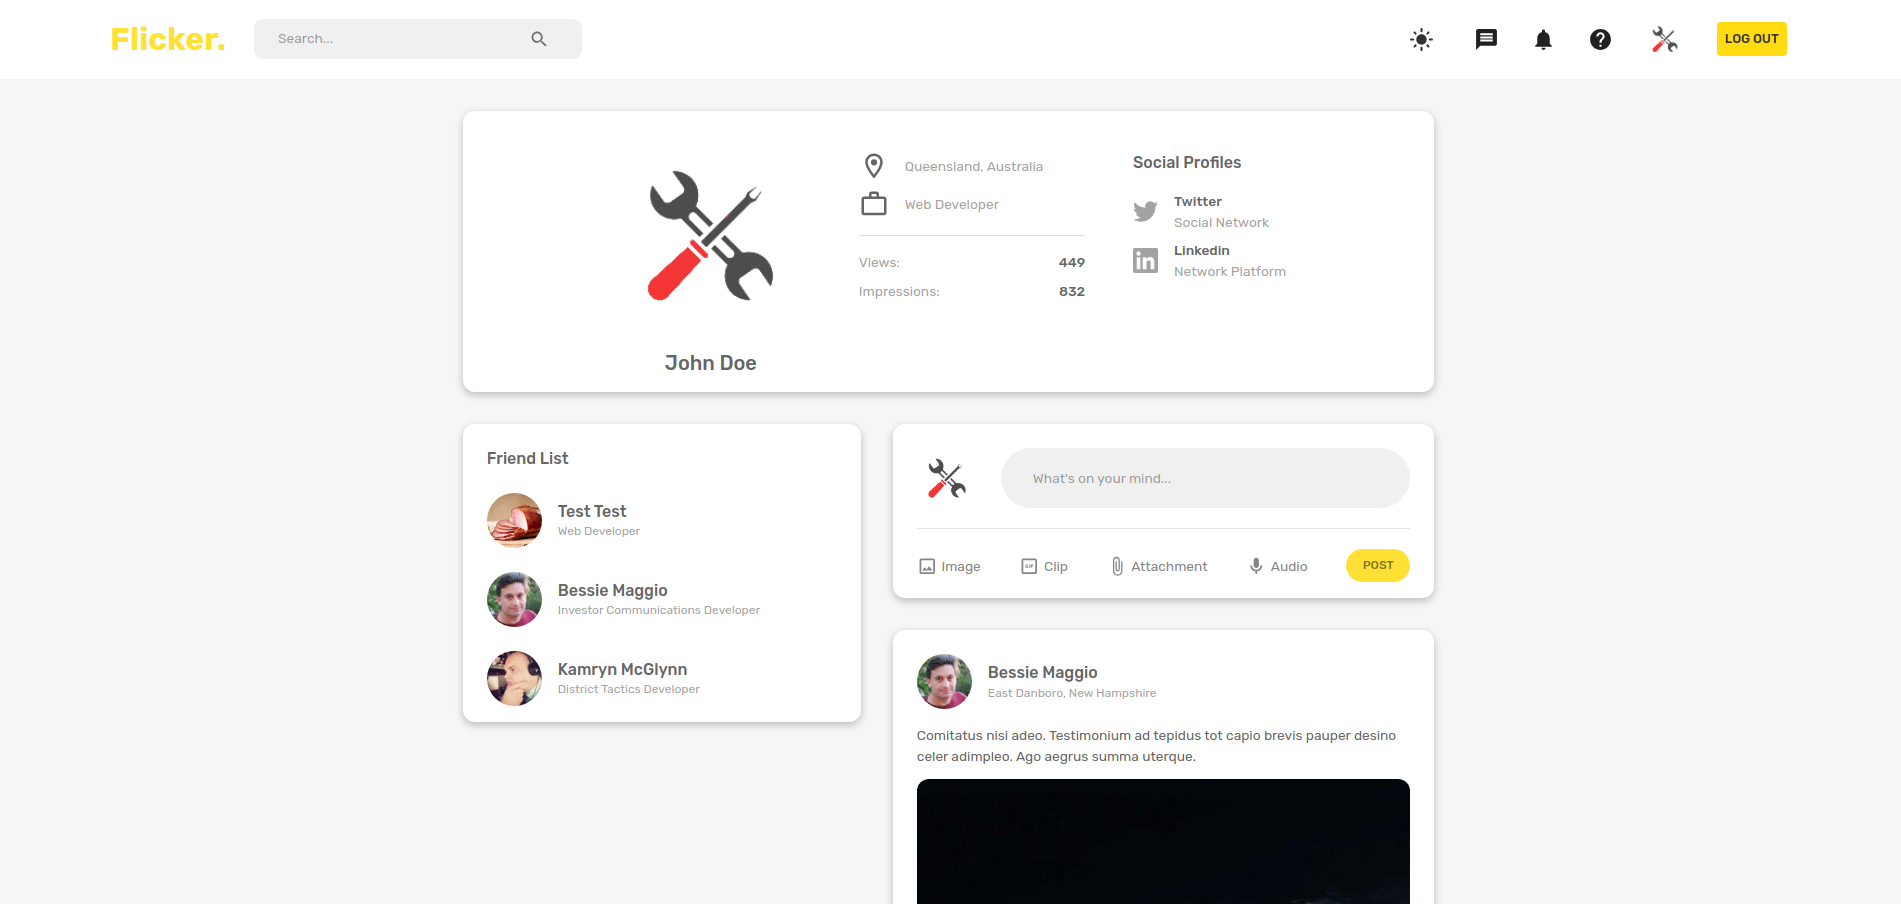 Flicker.
Search...
LOG OUT
Queensland, Australia
Web Developer
Views: 449
Impressions: 832
John Doe
Social Profiles
Twitter
Social Network
Linkedin
Network Platform
Friend List
Test Test
Web Developer
Bessie Maggio
Investor Communications Developer
Kamryn McGlynn
District Tactics Developer
What's on your mind...
Image
GIF Clip
Attachment
Audio
POST
Bessie Maggio
East Danboro, New Hampshire
Comitatus nisi adeo. Testimonium ad tepidus tot capio brevis pauper desino
celer adimpleo. Ago aegrus summa uterque.